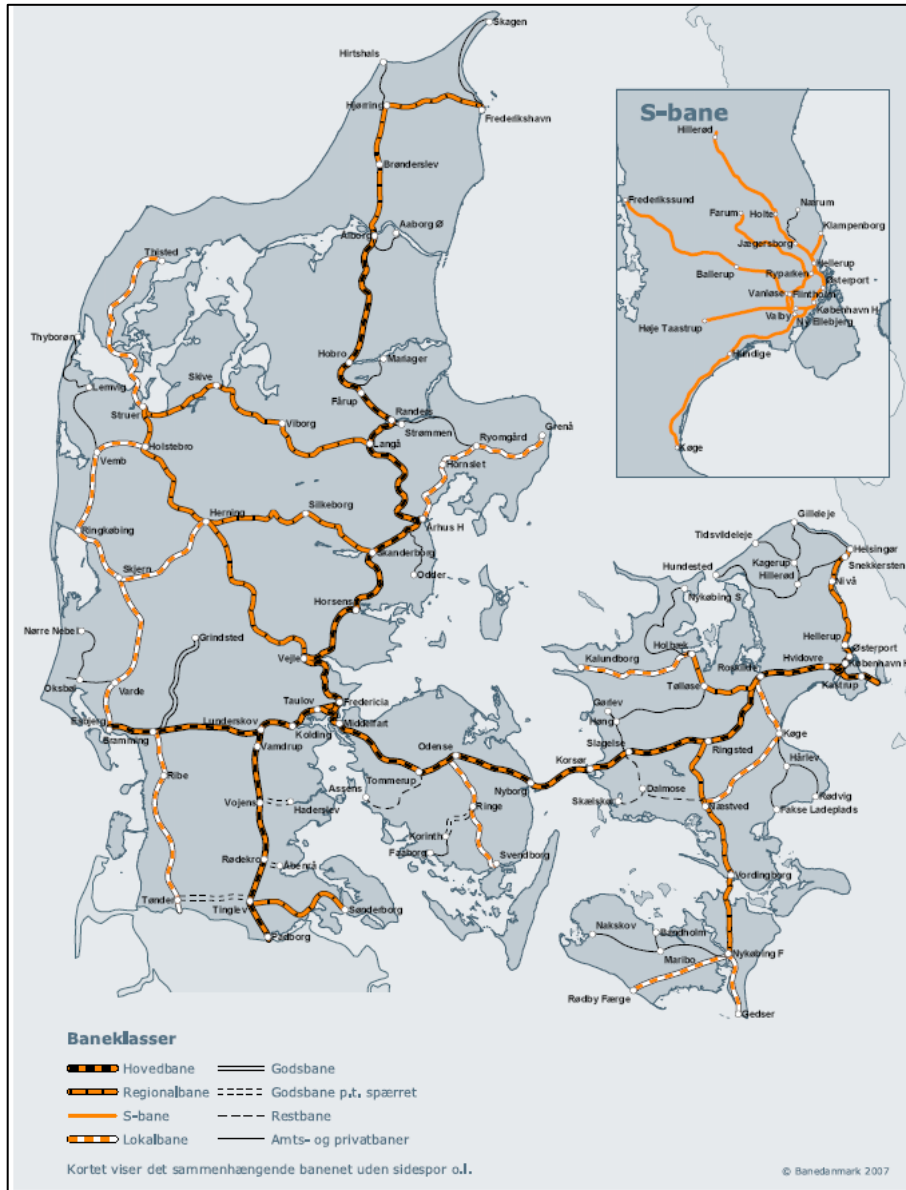 Skagen
Hirtshals
Hjørring
Frederikshavn
Brønderslev
Aaborg Ø
Ålborg
Thisted
Thyborøn
Hobro
Mariager
Lemvig
Skive
Fårup
Struer
Randers
Viborg
Strømmen
Grenå
Ryomgård
Langå
Holstebro
Vemb
Hornslet
Silkeborg
Herning
Ringkøbing
Århus H
Skanderborg
Skjern
Odder
Horsens
Nørre Nebel
Grindsted
Vejle
Oksbøl
Varde
Taulov
Fredericia
Esbjerg
Lunderskov
Middelfart
Bramming
Kolding
Vamdrup
Odense
Ribe
Tommerup
Assens
Nyborg
Vojens
Haderslev
Ringe
Korinth
Faaborg
Svendborg
Rødekro
Åbenrå
Tønder
Tinglev
Sønderborg
Padborg
S-bane
Hillerød
Frederikssund
Farum
Holte
Nærum
Klampenborg
Jægersborg
Hellerup
Ballerup
Ryparken
Østerport
Vanløse
Flintholm
København H
Valby
Ny Ellebjerg
Høje Taastrup
Hundige
Køge
Gilleleje
Tidsvildeleje
Helsingør
Snekkersten
Kagerup
Hundested
Hillerød
Nivå
Nykøbing S
Hellerup
Holbæk
Østerport
Kalundborg
Roskilde
Hvidovre
København H
Tølløse
Kastrup
Gørlev
Høng
Køge
Slagelse
Ringsted
Korsør
Hårlev
Dalmose
Rødvig
Skælskør
Næstved
Fakse Ladeplads
Vordingborg
Nakskov
Bandholm
Nykøbing F
Maribo
Rødby Færge
Gedser
Baneklasser
Hovedbane
Godsbane
Regionalbane
Godsbane p.t. spærret
S-bane
Restbane
Lokalbane
Amts- og privatbaner
Kortet viser det sammenhængende banenet uden sidespor o.l.
© Banedanmark 2007